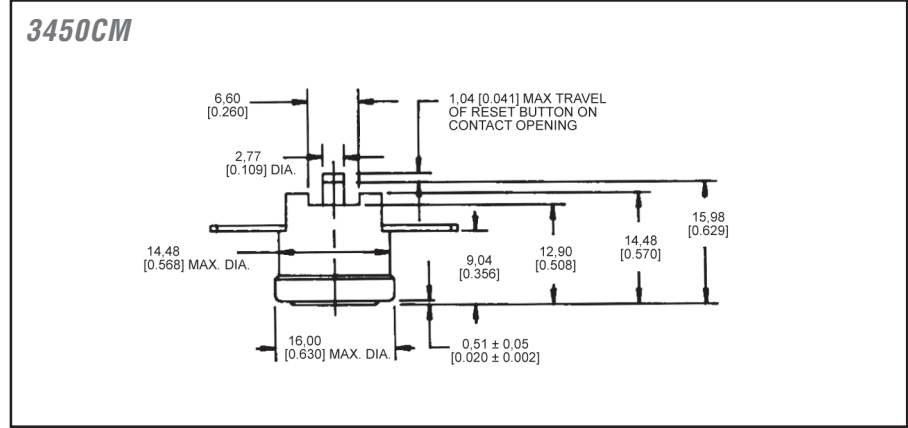 3450CM
6,60
[0.260]
1,04 [0.041] MAX TRAVEL
OF RESET BUTTON ON
CONTACT OPENING
2,77
[0.109] DIA.
15,98
[0.629]
14,48
[0.570]
12,90
[0.508]
9,04
[0.356]
14,48
[0.568] MAX. DIA.
16,00
[0.630] MAX. DIA.
0,51 ± 0,05
[0.020 ± 0.002]